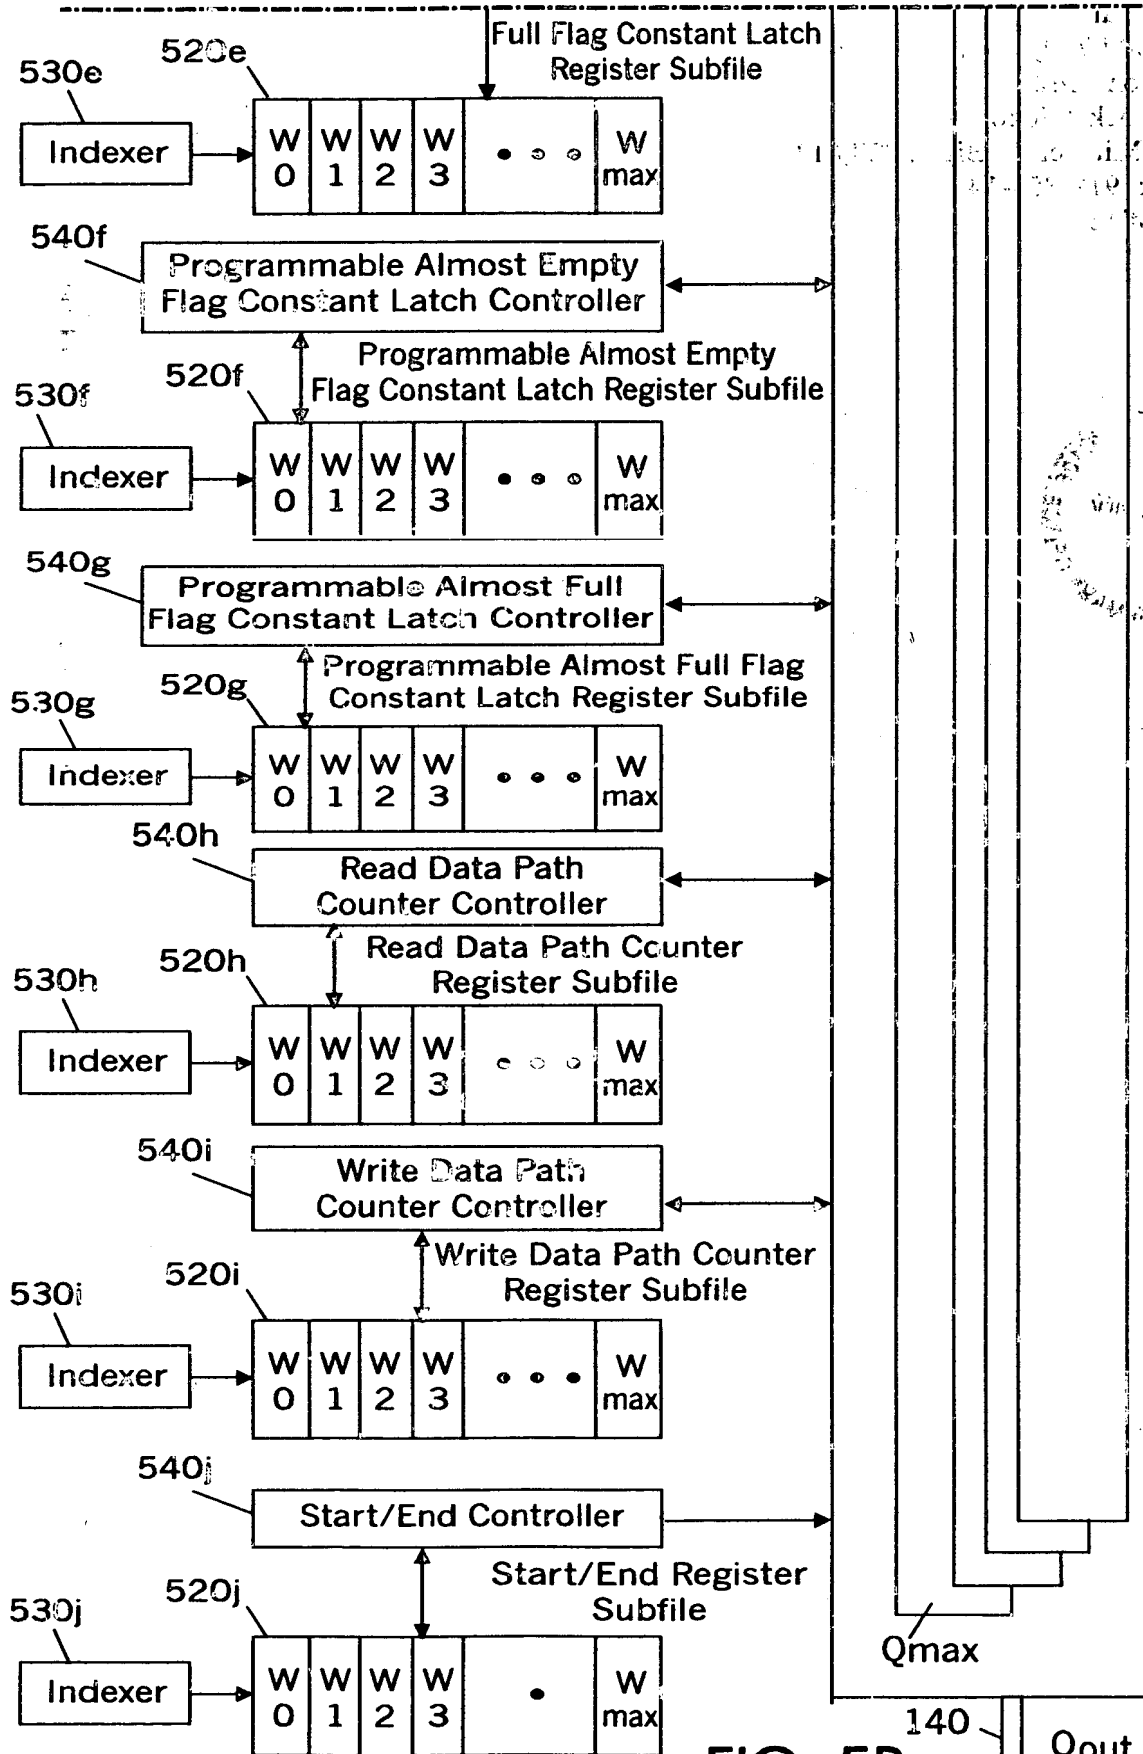 Full Flag Constant Latch
Register Subfile
520e
530e
Indexer
W W W W W
0 1 2 3 • • • max
540f
Programmable Almost Empty
Flag Constant Latch Controller
Programmable Almost Empty
Flag Constant Latch Register Subfile
520f
530f
Indexer
W W W W W
0 1 2 3 • • • max
540g
Programmable Almost Full
Flag Constant Latch Controller
Programmable Almost Full Flag
Constant Latch Register Subfile
520g
530g
Indexer
W W W W W
0 1 2 3 • • • max
540h
Read Data Path
Counter Controller
Read Data Path Counter
Register Subfile
520h
530h
Indexer
W W W W W
0 1 2 3 • • • max
540i
Write Data Path
Counter Controller
Write Data Path Counter
Register Subfile
520i
530i
Indexer
W W W W W
0 1 2 3 • • • max
540j
Start/End Controller
Start/End Register
Subfile
520j
530j
Indexer
W W W W W
0 1 2 3 • max
Qmax
140
Qout